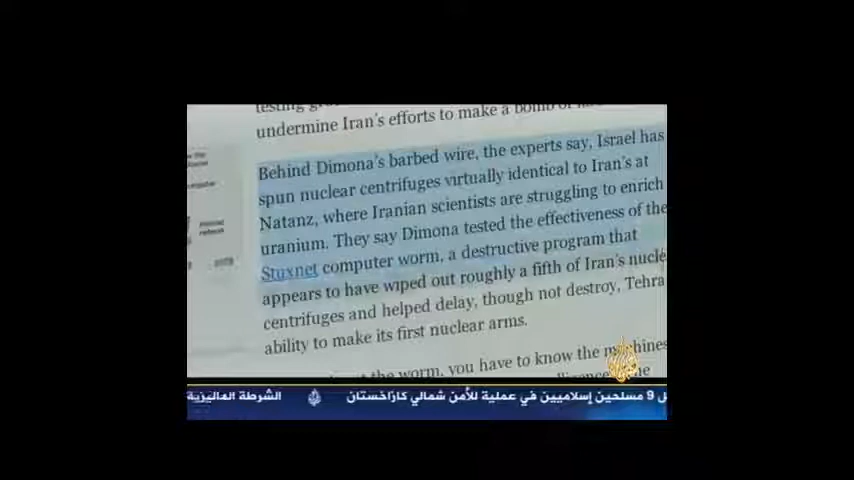 undermine Iran's efforts to make a bomb of
Behind Dimona's barbed wire, the experts say, Israel has
spun nuclear centrifuges virtually identical to Iran's at
Natanz, where Iranian scientists are struggling to enrich
uranium. They say Dimona tested the effectiveness of the
Stuxnet computer worm, a destructive program that
appears to have wiped out roughly a fifth of Iran's nucle
centrifuges and helped delay, though not destroy, Tehra
ability to make its first nuclear arms.
the worm, you have to know the machines
9 مسلحين إسلاميين في عملية للأمن شمالي كازاخستان الشرطة الماليزية